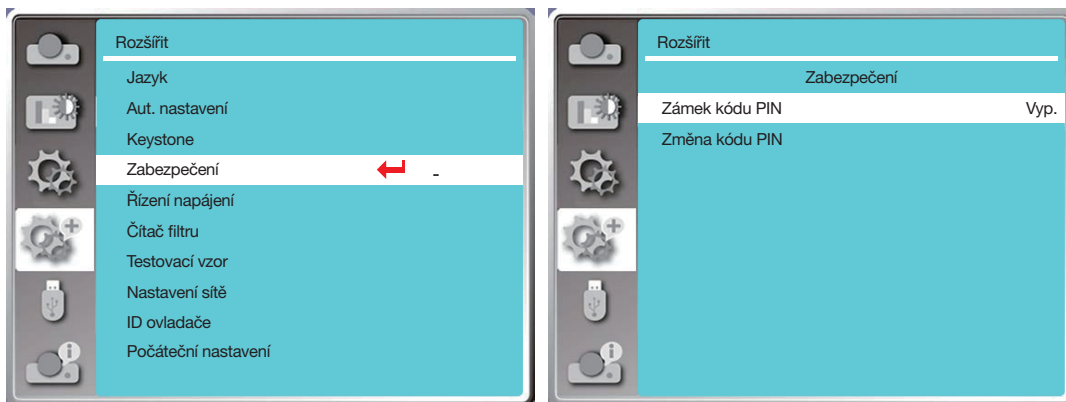 Rozšířit
Jazyk
Aut. nastavení
Keystone
Zabezpečení -
Řízení napájení
Čítač filtru
Testovací vzor
Nastavení sítě
ID ovladače
Počáteční nastavení
Rozšířit
Zabezpečení
Zámek kódu PIN Vyp.
Změna kódu PIN